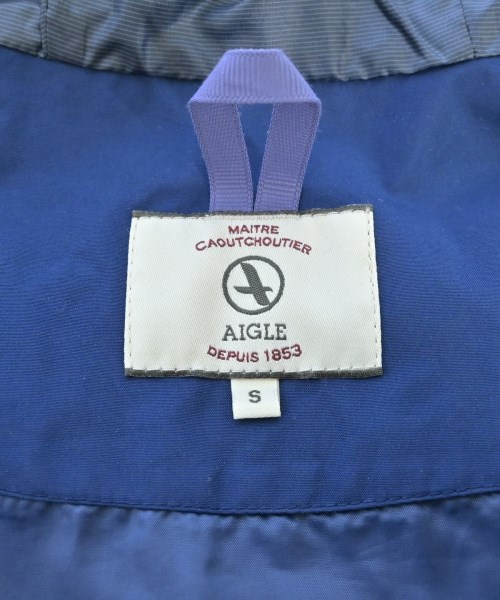 MAITRE
CAOUTCHOUTIER
AIGLE
DEPUIS 1853
S